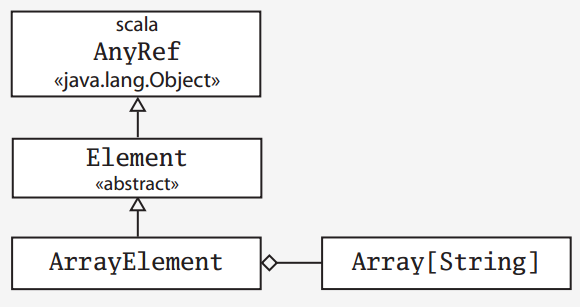 scala
AnyRef
«java.lang.Object»
Element
«abstract»
ArrayElement
Array[String]